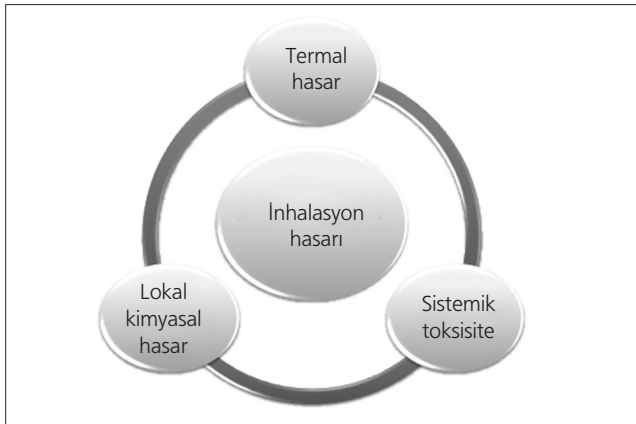 Termal
hasar
İnhalasyon
hasarı
Lokal
kimyasal
hasar
Sistemik
toksisite